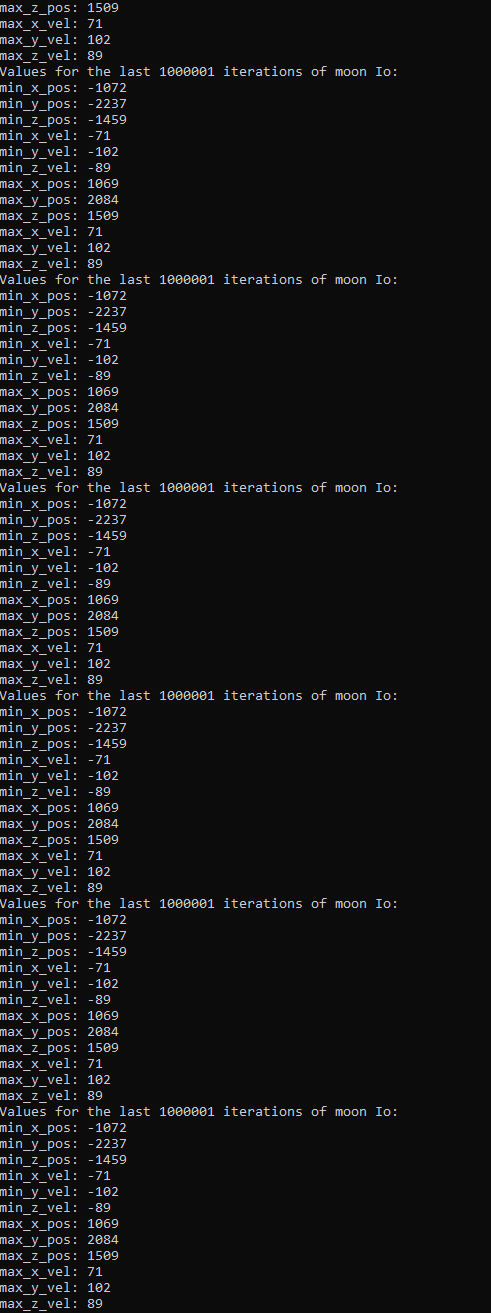 max_z_pos: 1509
max_x_vel: 71
max_y_vel: 102
max_z_vel: 89
Values for the last 1000001 iterations of moon Io:
min_x_pos: -1072
min_y_pos: -2237
min_z_pos: -1459
min_x_vel: -71
min_y_vel: -102
min_z_vel: -89
max_x_pos: 1069
max_y_pos: 2084
max_z_pos: 1509
max_x_vel: 71
max_y_vel: 102
max_z_vel: 89
Values for the last 1000001 iterations of moon Io:
min_x_pos: -1072
min_y_pos: -2237
min_z_pos: -1459
min_x_vel: -71
min_y_vel: -102
min_z_vel: -89
max_x_pos: 1069
max_y_pos: 2084
max_z_pos: 1509
max_x_vel: 71
max_y_vel: 102
max_z_vel: 89
Values for the last 1000001 iterations of moon Io:
min_x_pos: -1072
min_y_pos: -2237
min_z_pos: -1459
min_x_vel: -71
min_y_vel: -102
min_z_vel: -89
max_x_pos: 1069
max_y_pos: 2084
max_z_pos: 1509
max_x_vel: 71
max_y_vel: 102
max_z_vel: 89
Values for the last 1000001 iterations of moon Io:
min_x_pos: -1072
min_y_pos: -2237
min_z_pos: -1459
min_x_vel: -71
min_y_vel: -102
min_z_vel: -89
max_x_pos: 1069
max_y_pos: 2084
max_z_pos: 1509
max_x_vel: 71
max_y_vel: 102
max_z_vel: 89
Values for the last 1000001 iterations of moon Io:
min_x_pos: -1072
min_y_pos: -2237
min_z_pos: -1459
min_x_vel: -71
min_y_vel: -102
min_z_vel: -89
max_x_pos: 1069
max_y_pos: 2084
max_z_pos: 1509
max_x_vel: 71
max_y_vel: 102
max_z_vel: 89
Values for the last 1000001 iterations of moon Io:
min_x_pos: -1072
min_y_pos: -2237
min_z_pos: -1459
min_x_vel: -71
min_y_vel: -102
min_z_vel: -89
max_x_pos: 1069
max_y_pos: 2084
max_z_pos: 1509
max_x_vel: 71
max_y_vel: 102
max_z_vel: 89